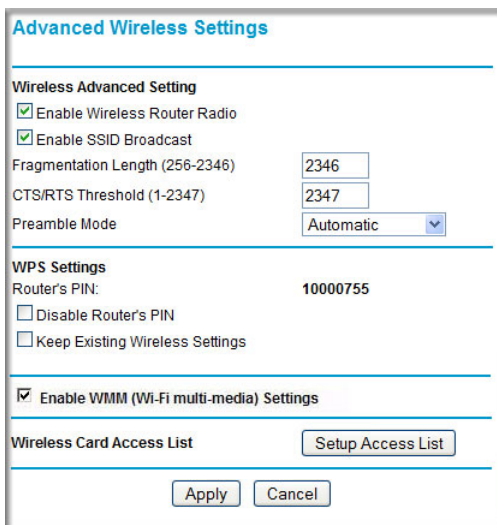 Advanced Wireless Settings
Wireless Advanced Setting
Enable Wireless Router Radio
Enable SSID Broadcast
Fragmentation Length (256-2346) 2346
CTS/RTS Threshold (1-2347) 2347
Preamble Mode Automatic
WPS Settings
Router's PIN: 10000755
Disable Router's PIN
Keep Existing Wireless Settings
Enable WMM (Wi-Fi multi-media) Settings
Wireless Card Access List Setup Access List
Apply Cancel